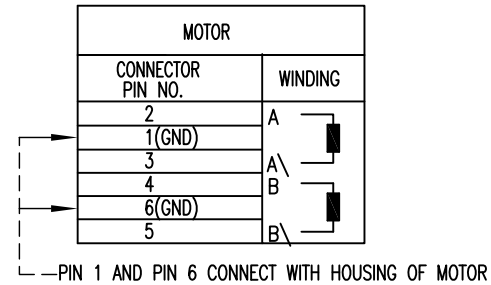 MOTOR
CONNECTOR
PIN NO.
WINDING
2
A
1(GND)
3
A\
4
B
6(GND)
5
B\
PIN 1 AND PIN 6 CONNECT WITH HOUSING OF MOTOR